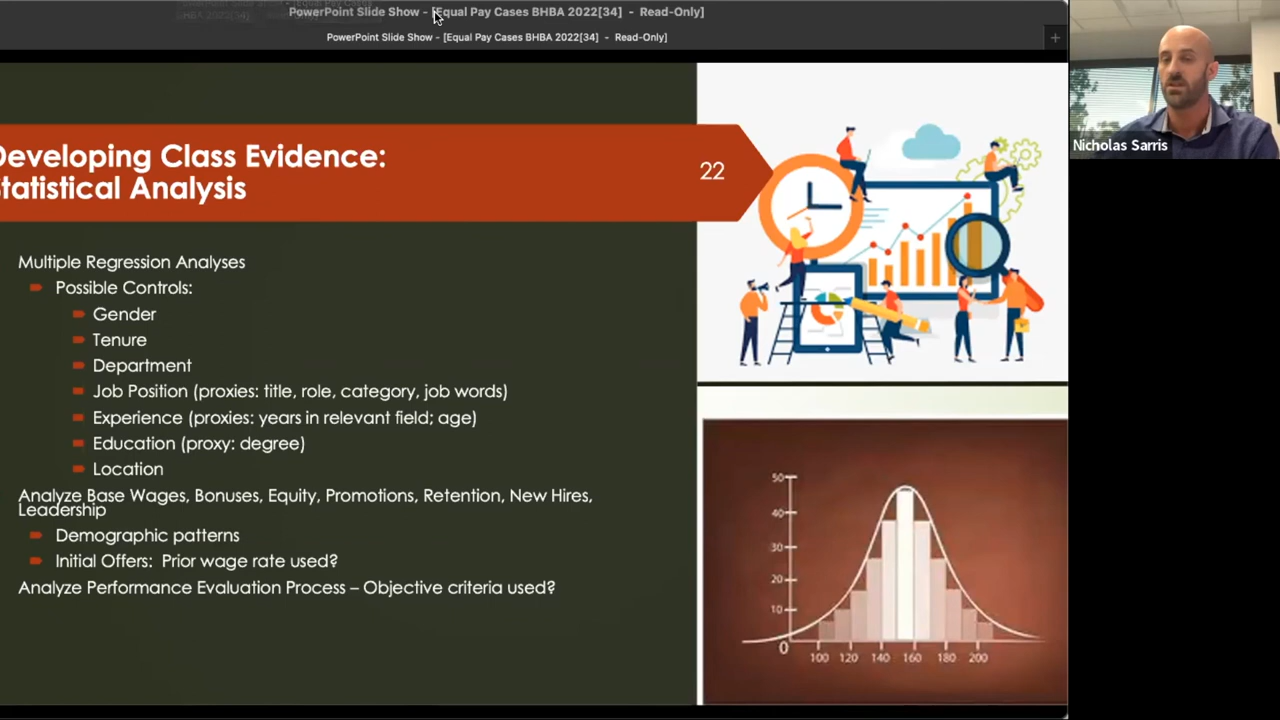 PowerPoint Slide Show - [Equal Pay Cases BHBA 2022[34] - Read-Only]
PowerPoint Slide Show - [Equal Pay Cases BHBA 2022[34] - Read-Only]
Nicholas Sarris
eveloping Class Evidence:
tatistical Analysis
22
Multiple Regression Analyses
Possible Controls:
Gender
Tenure
Department
Job Position (proxies: title, role, category, job words)
Experience (proxies: years in relevant field; age)
Education (proxy: degree)
Location
Analyze Base Wages, Bonuses, Equity, Promotions, Retention, New Hires,
Leadership
Demographic patterns
Initial Offers: Prior wage rate used?
Analyze Performance Evaluation Process – Objective criteria used?
50
40
30
20
10
0
100 120 140 160 180 200